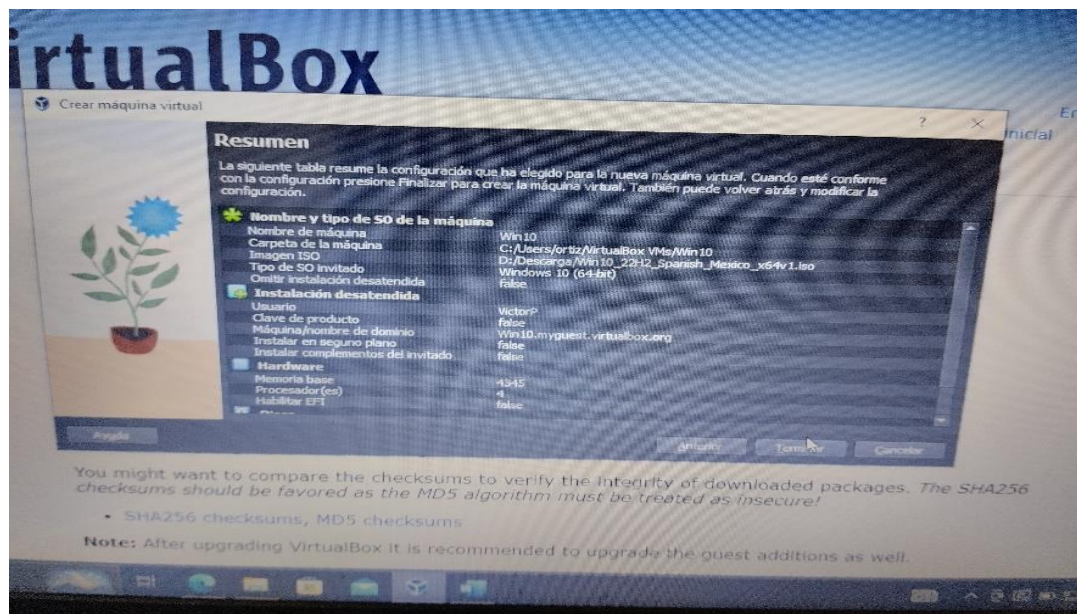 irtualBox
Crear máquina virtual
?
Inicial
Resumen
La siguiente tabla resume la configuración que ha elegido para la nueva máquina virtual. Cuando esté conforme
con la configuración presione Finalizar para crear la máquina virtual. También puede volver atrás y modificar la
configuración.
Nombre y tipo de SO de la máquina
Nombre de máquina Win10
Carpeta de la máquina C:/Users/ortiz/VirtualBox VMs/Win10
Imagen ISO D:/Descarga/Win10_22H2_Spanish_Mexico_x64v1.iso
Tipo de SO invitado Windows 10 (64-bit)
Omitir instalación desatendida false
Instalación desatendida
Usuario VictorP
Clave de producto false
Máquina/nombre de dominio Win10.myguest.virtualbox.org
Instalar en seguno plano false
Instalar complementos del invitado false
Hardware
Memoria base 4345
Procesador(es) 4
Habilitar EFI false
Ayuda Anterior Terminar Cancelar
You might want to compare the checksums to verify the integrity of downloaded packages. The SHA256
checksums should be favored as the MD5 algorithm must be treated as insecure!
• SHA256 checksums, MD5 checksums
Note: After upgrading VirtualBox it is recommended to upgrade the guest additions as well.